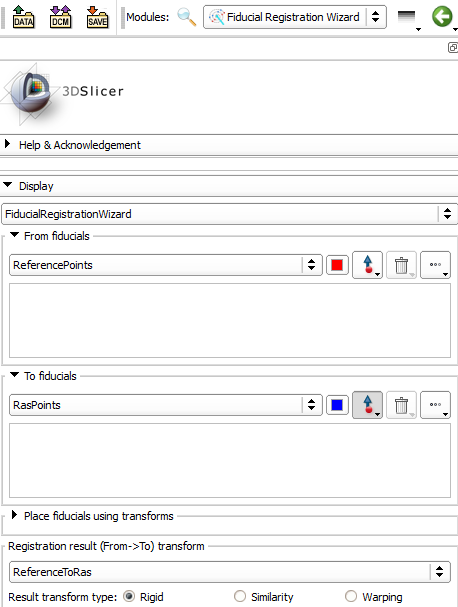 DATA DCM SAVE Modules: Fiducial Registration Wizard
3DSlicer
Help & Acknowledgement
Display
FiducialRegistrationWizard
From fiducials
ReferencePoints
To fiducials
RasPoints
Place fiducials using transforms
Registration result (From->To) transform
ReferenceToRas
Result transform type: Rigid Similarity Warping